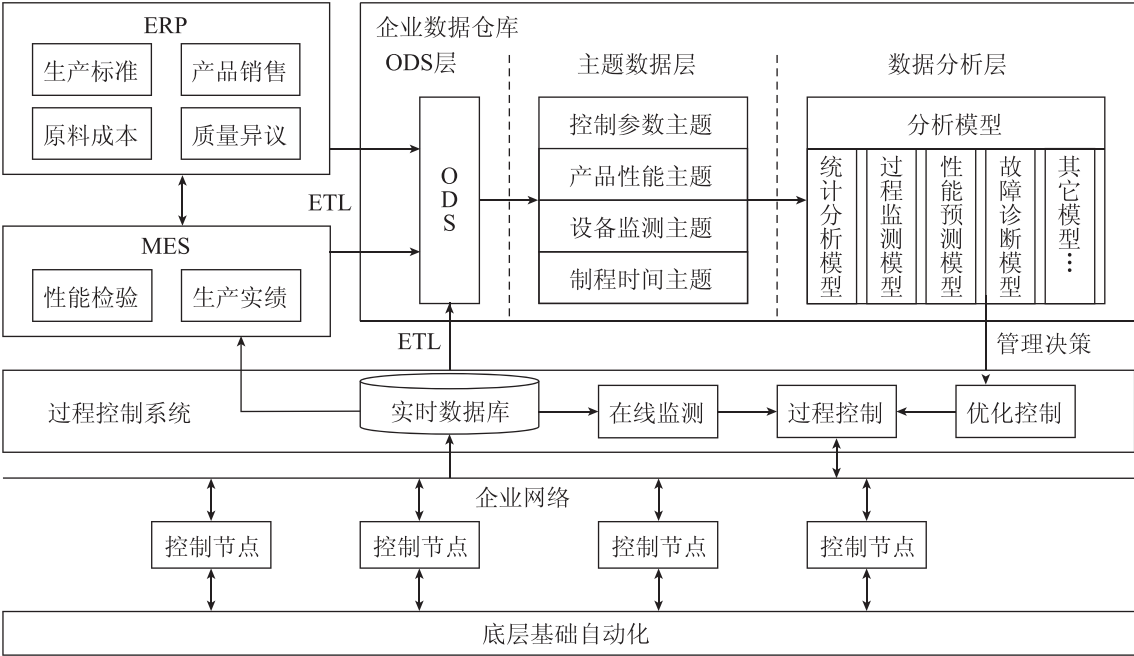 ERP
生产标准
产品销售
原料成本
质量异议
ETL
MES
性能检验
生产实绩
企业数据仓库
ODS层
主题数据层
数据分析层
ODS
控制参数主题
产品性能主题
设备监测主题
制程时间主题
分析模型
统计分析模型
过程监测模型
性能预测模型
故障诊断模型
其它模型…
ETL
管理决策
过程控制系统
实时数据库
在线监测
过程控制
优化控制
企业网络
控制节点
控制节点
控制节点
控制节点
底层基础自动化